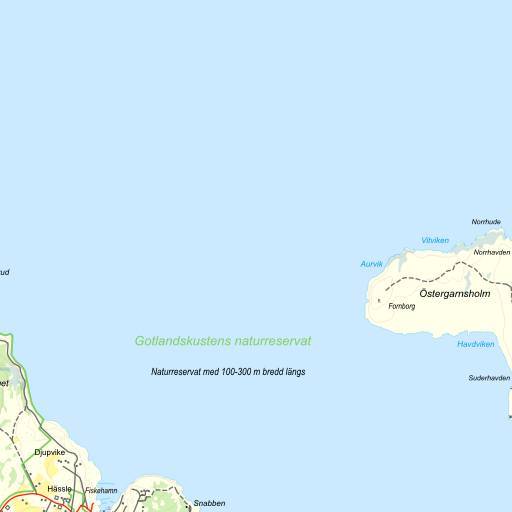 Norrhude
Vitviken
Norrhavden
Aurvik
Östergarnsholm
Fornborg
Gotlandskustens naturreservat
Havdviken
Naturreservat med 100-300 m bredd längs
Suderhavden
Djupvike
Hässle
Fiskehamn
Snabben